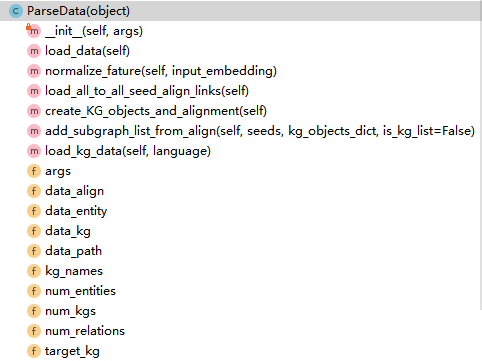 C ParseData(object)
m __init__(self, args)
m load_data(self)
m normalize_fature(self, input_embedding)
m load_all_to_all_seed_align_links(self)
m create_KG_objects_and_alignment(self)
m add_subgraph_list_from_align(self, seeds, kg_objects_dict, is_kg_list=False)
m load_kg_data(self, language)
f args
f data_align
f data_entity
f data_kg
f data_path
f kg_names
f num_entities
f num_kgs
f num_relations
f target_kg